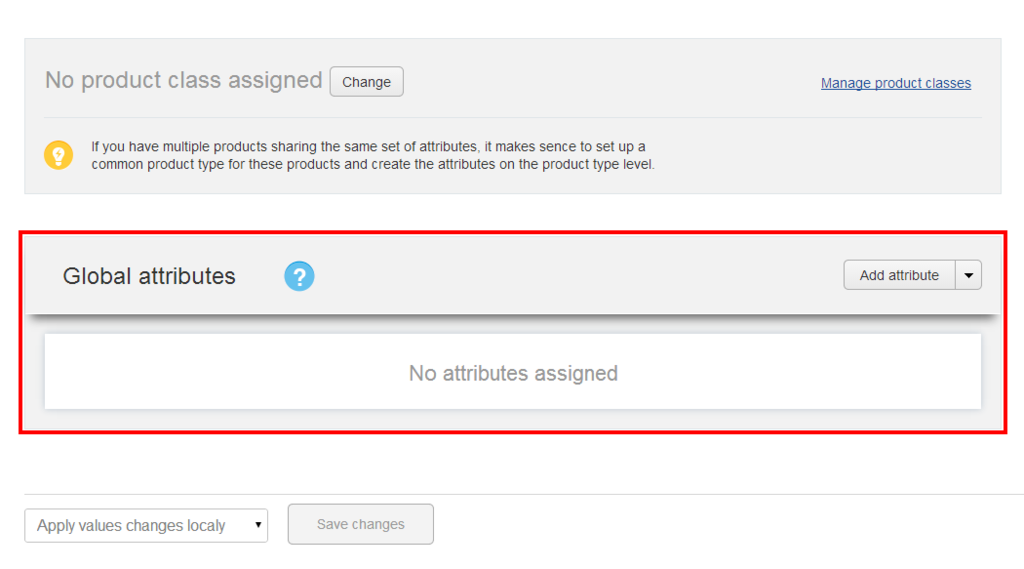 No product class assigned Change Manage product classes
If you have multiple products sharing the same set of attributes, it makes sence to set up a
common product type for these products and create the attributes on the product type level.
Global attributes ? Add attribute
No attributes assigned
Apply values changes localy Save changes